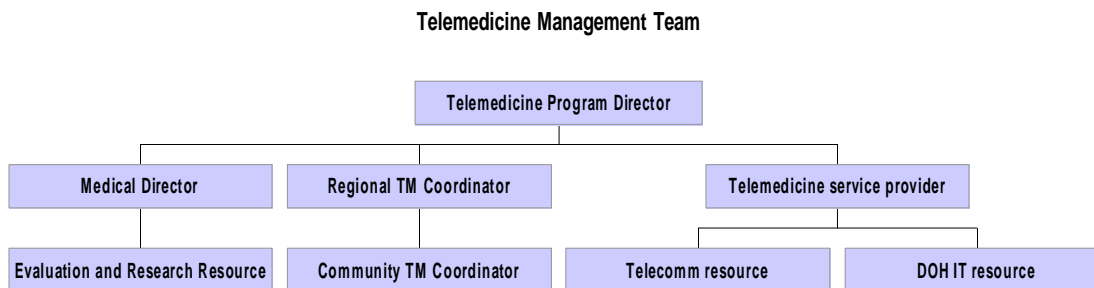 Telemedicine Management Team
Telemedicine Program Director
Medical Director
Regional TM Coordinator
Telemedicine service provider
Evaluation and Research Resource
Community TM Coordinator
Telecomm resource
DOH IT resource